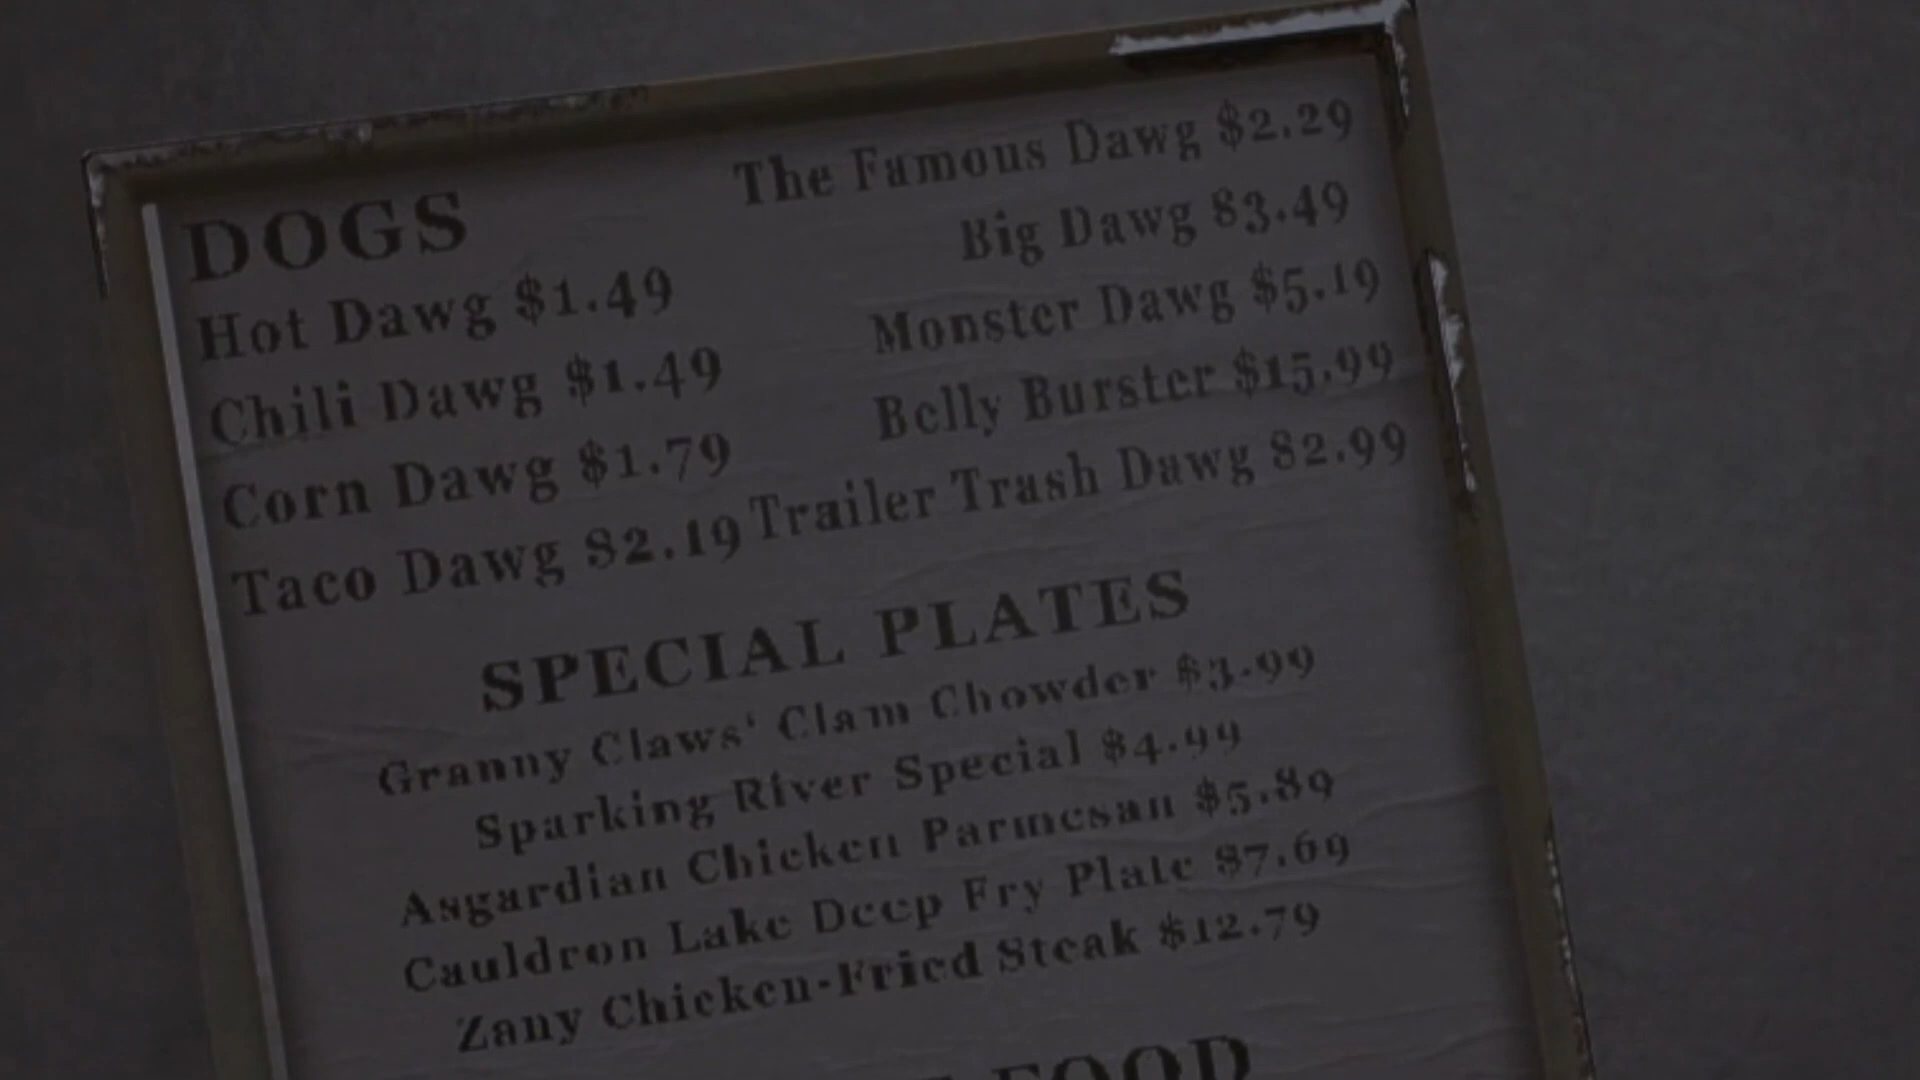 DOGS
Hot Dawg $1.49
Chili Dawg $1.49
Corn Dawg $1.79
Taco Dawg $2.19
The Famous Dawg $2.29
Big Dawg $3.49
Monster Dawg $5.19
Belly Burster $15.99
Trailer Trash Dawg $2.99
SPECIAL PLATES
Granny Claws' Clam Chowder $3.99
Sparking River Special $4.99
Asgardian Chicken Parmesan $5.89
Cauldron Lake Deep Fry Plate $7.69
Zany Chicken-Fried Steak $12.79
FOOD